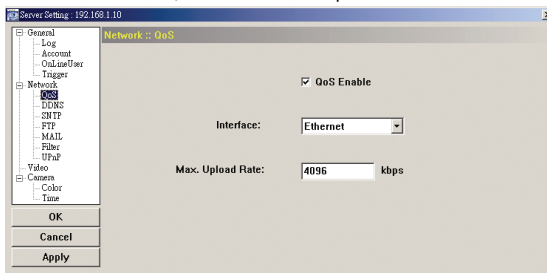 Server Setting : 192.168.1.10
General
Log
Account
OnLineUser
Trigger
Network
QoS
DDNS
SNTP
FTP
MAIL
Filter
UPnP
Video
Camera
Color
Time
OK
Cancel
Apply
Network :: QoS
QoS Enable
Interface: Ethernet
Max. Upload Rate: 4096 kbps